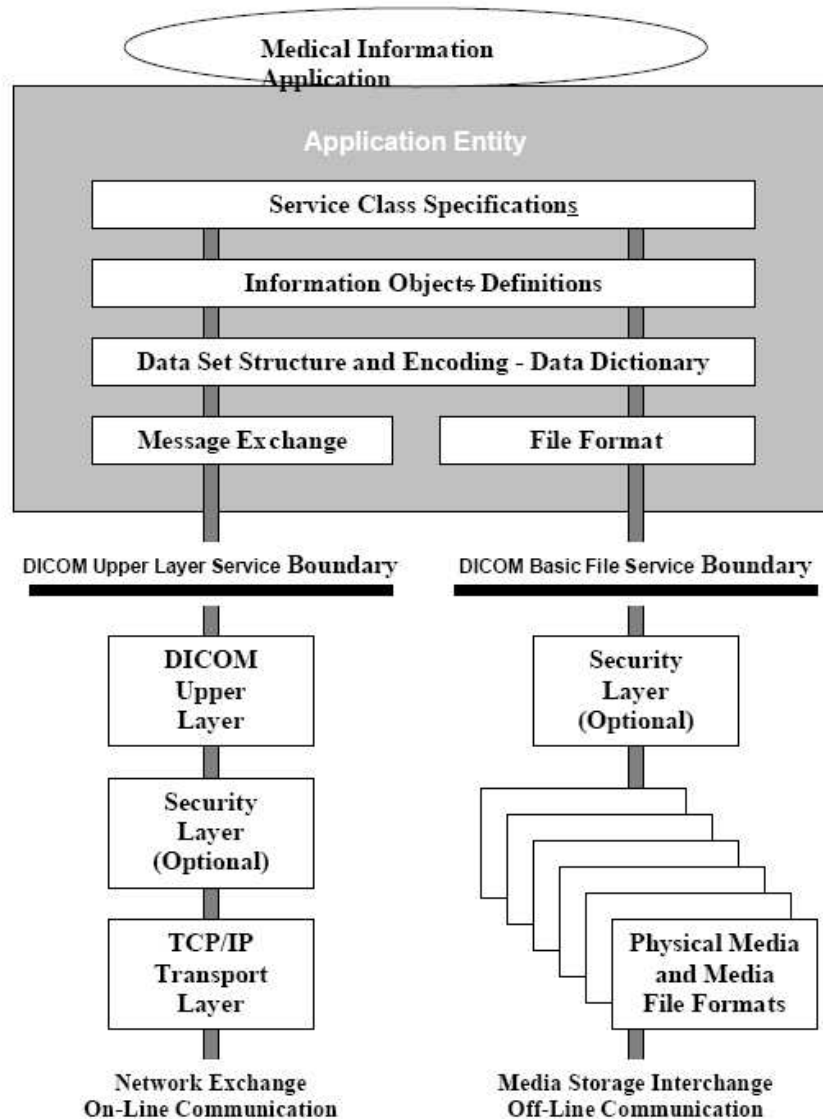 Medical Information
Application
Application Entity
Service Class Specifications
Information Objects Definitions
Data Set Structure and Encoding - Data Dictionary
Message Exchange
File Format
DICOM Upper Layer Service Boundary
DICOM Basic File Service Boundary
DICOM
Upper
Layer
Security
Layer
(Optional)
Security
Layer
(Optional)
TCP/IP
Transport
Layer
Physical Media
and Media
File Formats
Network Exchange
On-Line Communication
Media Storage Interchange
Off-Line Communication